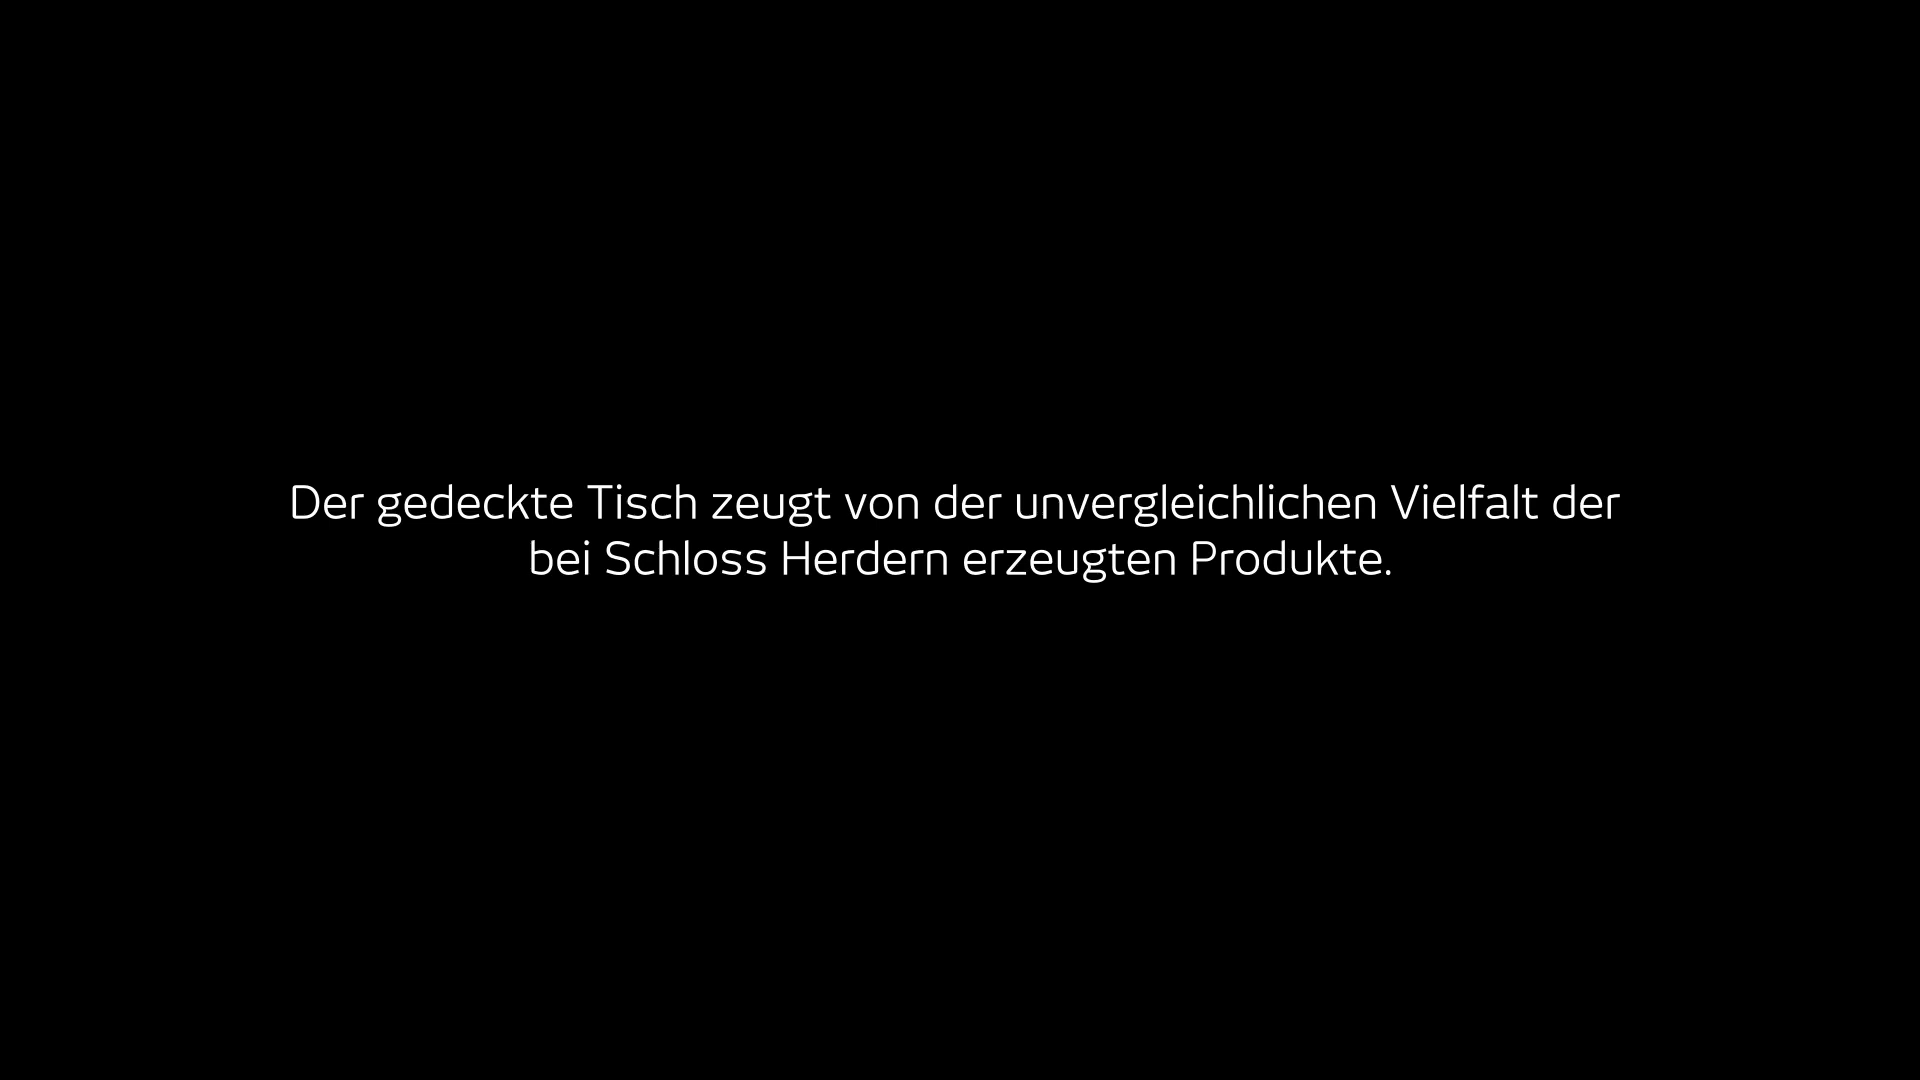 Der gedeckte Tisch zeugt von der unvergleichlichen Vielfalt der
bei Schloss Herdern erzeugten Produkte.